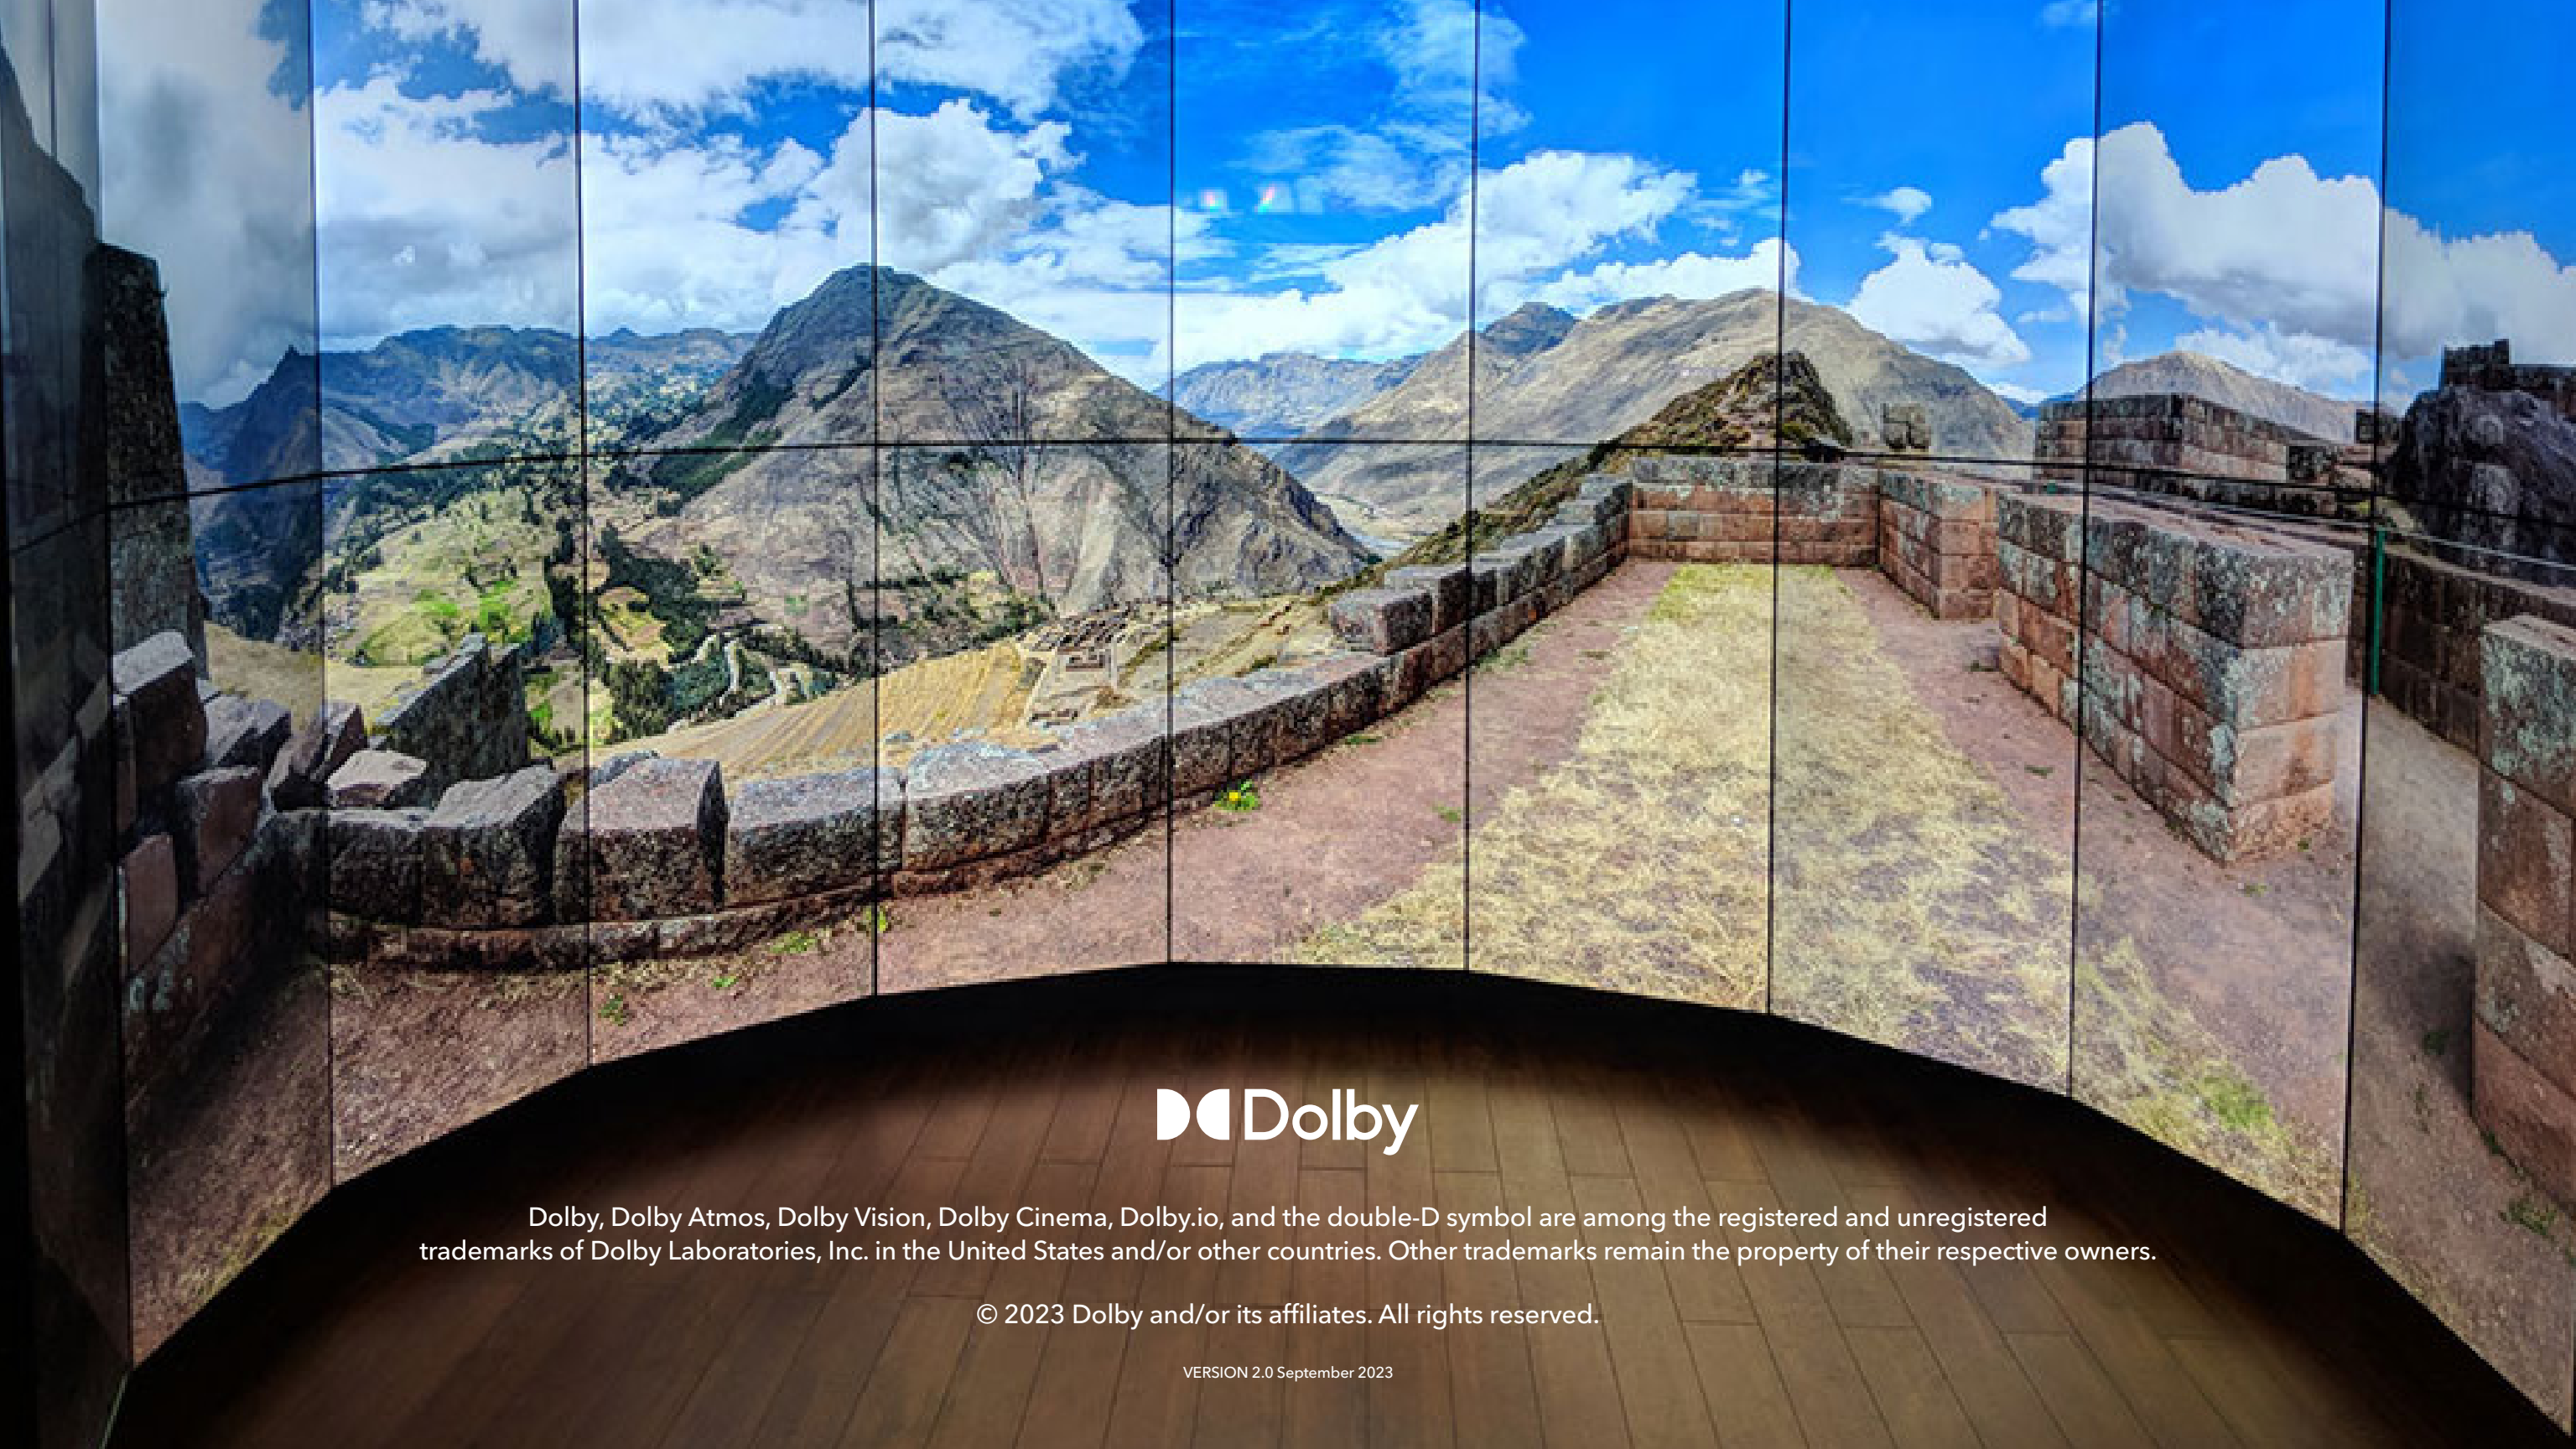 Dolby
Dolby, Dolby Atmos, Dolby Vision, Dolby Cinema, Dolby.io, and the double-D symbol are among the registered and unregistered
trademarks of Dolby Laboratories, Inc. in the United States and/or other countries. Other trademarks remain the property of their respective owners.
© 2023 Dolby and/or its affiliates. All rights reserved.
VERSION 2.0 September 2023